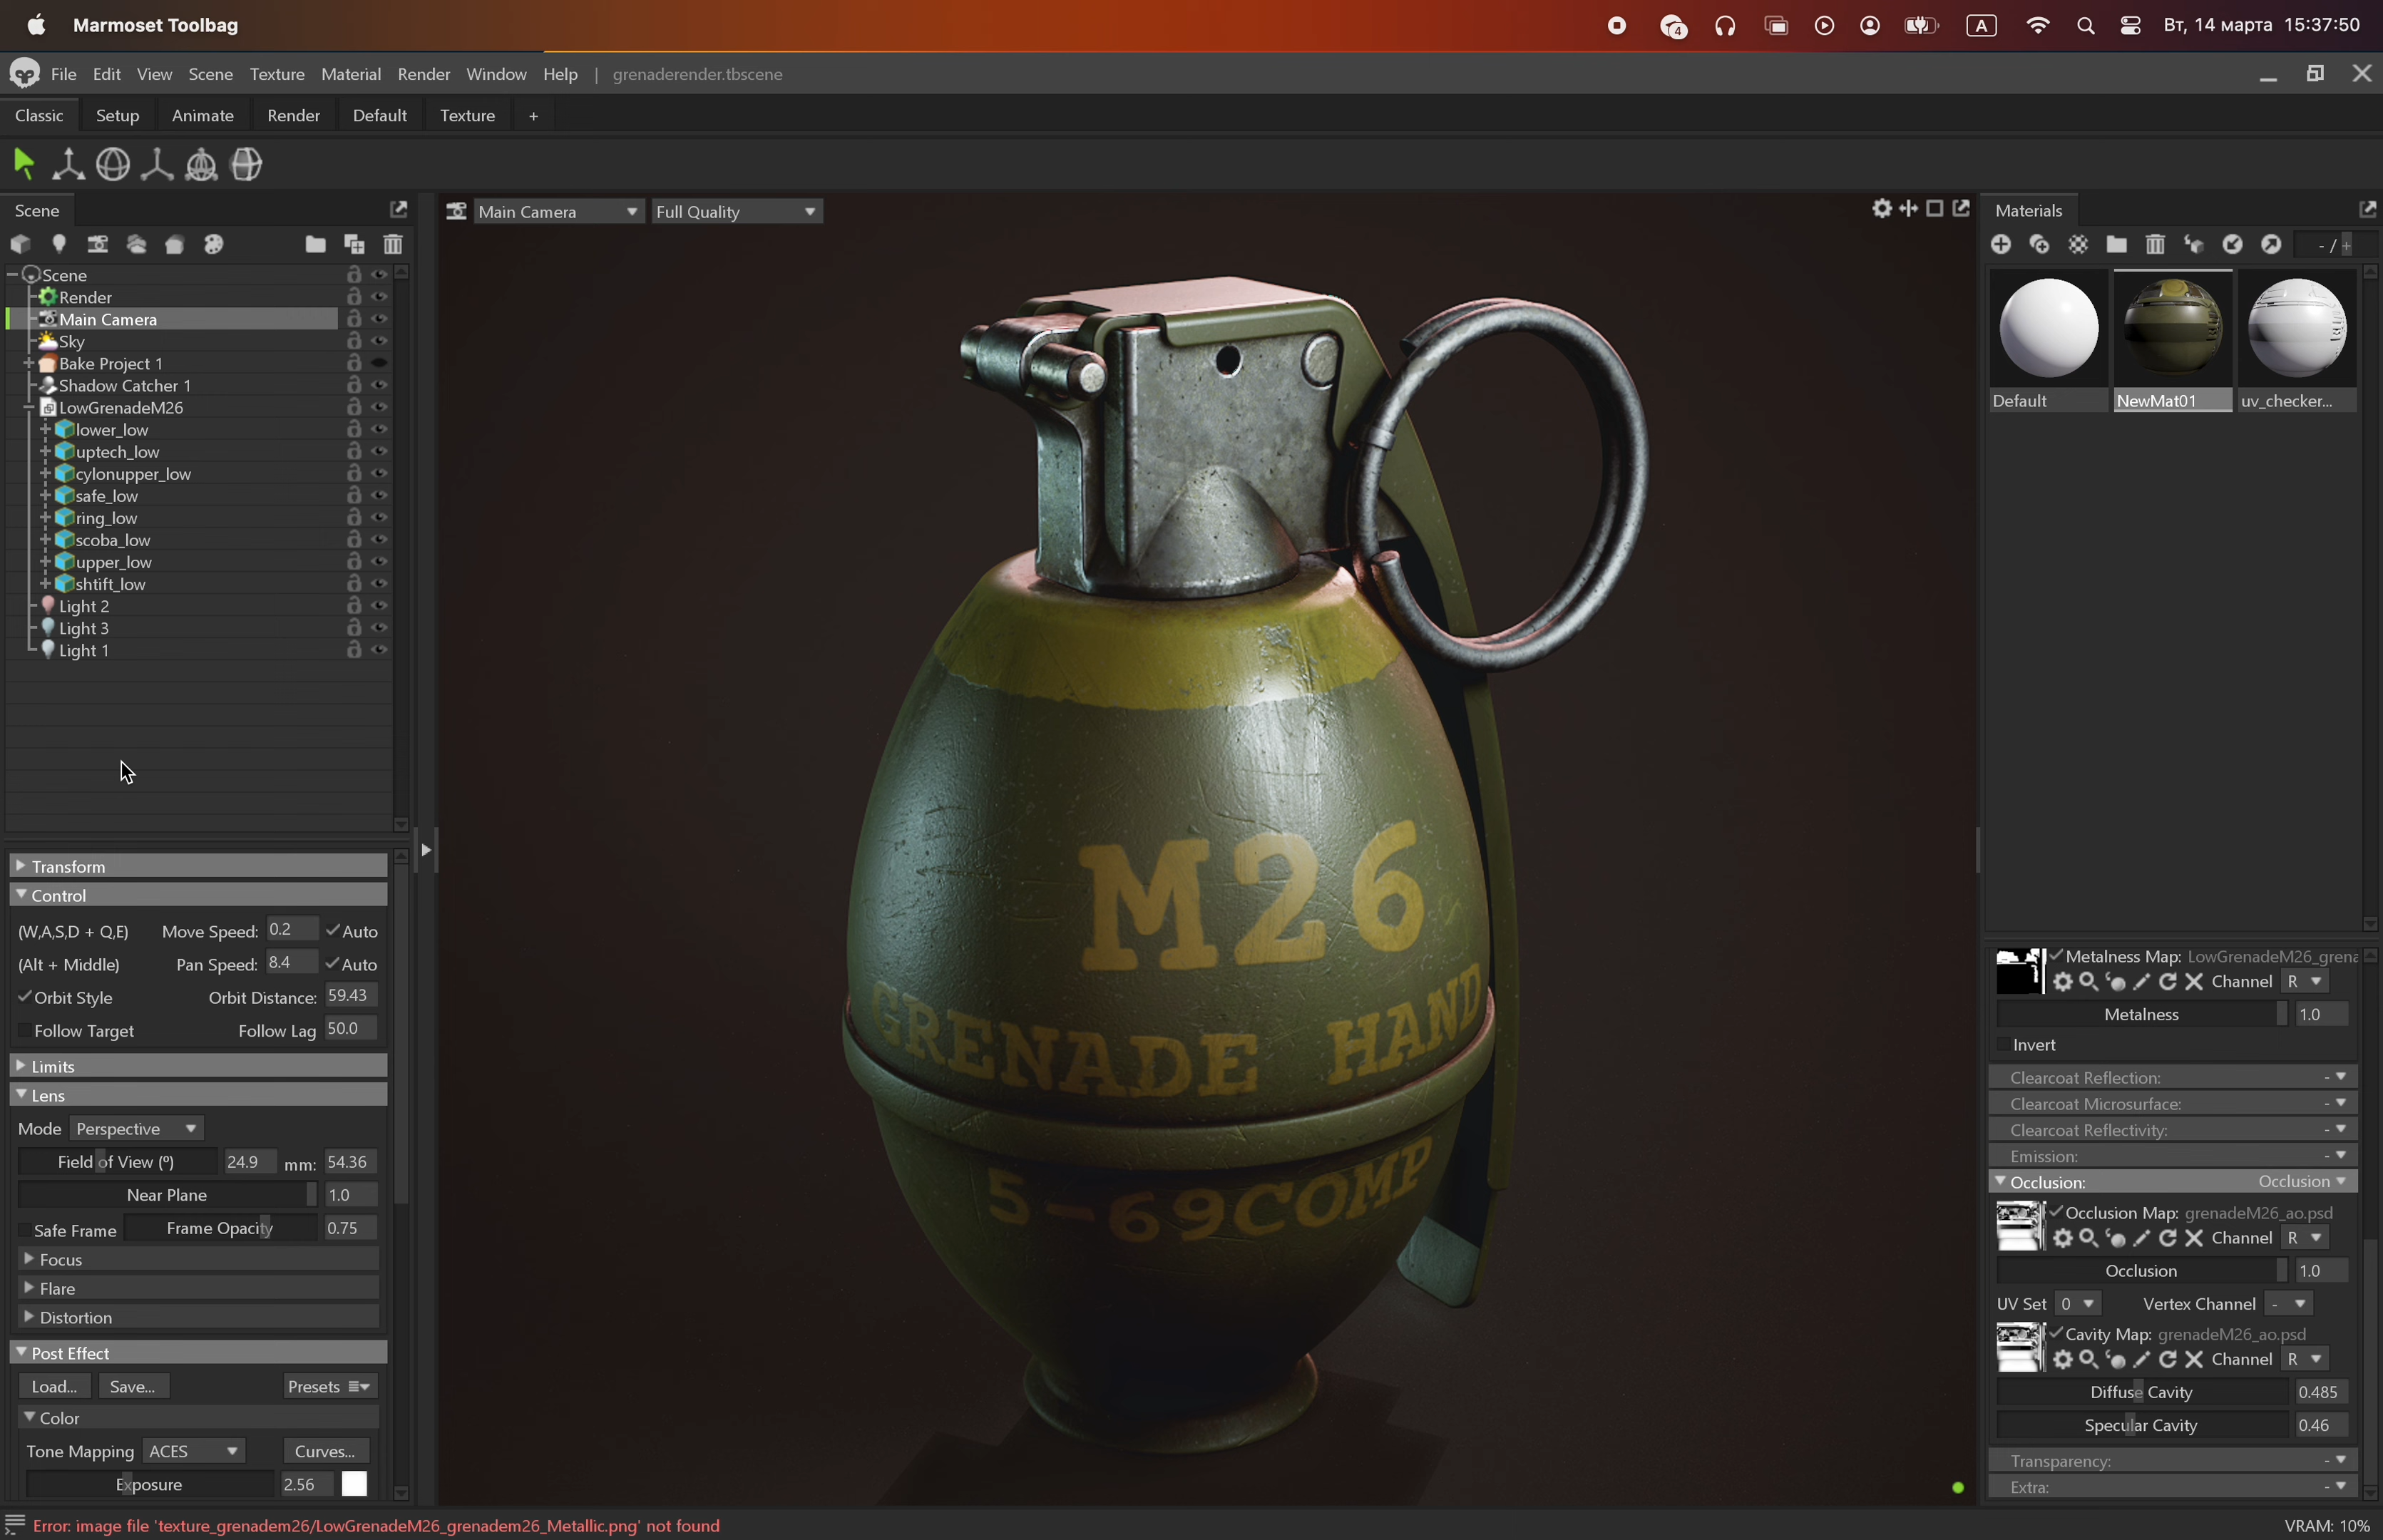 Marmoset Toolbag
4
A
Вт, 14 марта 15:37:50
File Edit View Scene Texture Material Render Window Help | grenaderender.tbscene
Classic Setup Animate Render Default Texture +
Scene
Main Camera Full Quality
Materials
- / +
Scene
Render
Main Camera
Sky
Bake Project 1
Shadow Catcher 1
LowGrenadeM26
lower_low
uptech_low
cylonupper_low
safe_low
ring_low
scoba_low
upper_low
shtift_low
Light 2
Light 3
Light 1
Transform
Control
(W,A,S,D + Q,E) Move Speed: 0.2 Auto
(Alt + Middle) Pan Speed: 8.4 Auto
Orbit Style Orbit Distance: 59.43
Follow Target Follow Lag 50.0
Limits
Lens
Mode Perspective
Field of View (º) 24.9 mm: 54.36
Near Plane 1.0
Safe Frame Frame Opacity 0.75
Focus
Flare
Distortion
Post Effect
Load... Save... Presets
Color
Tone Mapping ACES Curves...
Exposure 2.56
M26
GRENADE HAND
5-69COMP
Default NewMat01 uv_checker...
Metalness Map: LowGrenadeM26_grena
Channel R
Metalness 1.0
Invert
Clearcoat Reflection: -
Clearcoat Microsurface: -
Clearcoat Reflectivity: -
Emission: -
Occlusion: Occlusion
Occlusion Map: grenadeM26_ao.psd
Channel R
Occlusion 1.0
UV Set 0 Vertex Channel -
Cavity Map: grenadeM26_ao.psd
Channel R
Diffuse Cavity 0.485
Specular Cavity 0.46
Transparency: -
Extra: -
Error: image file 'texture_grenadem26/LowGrenadeM26_grenadem26_Metallic.png' not found
VRAM: 10%